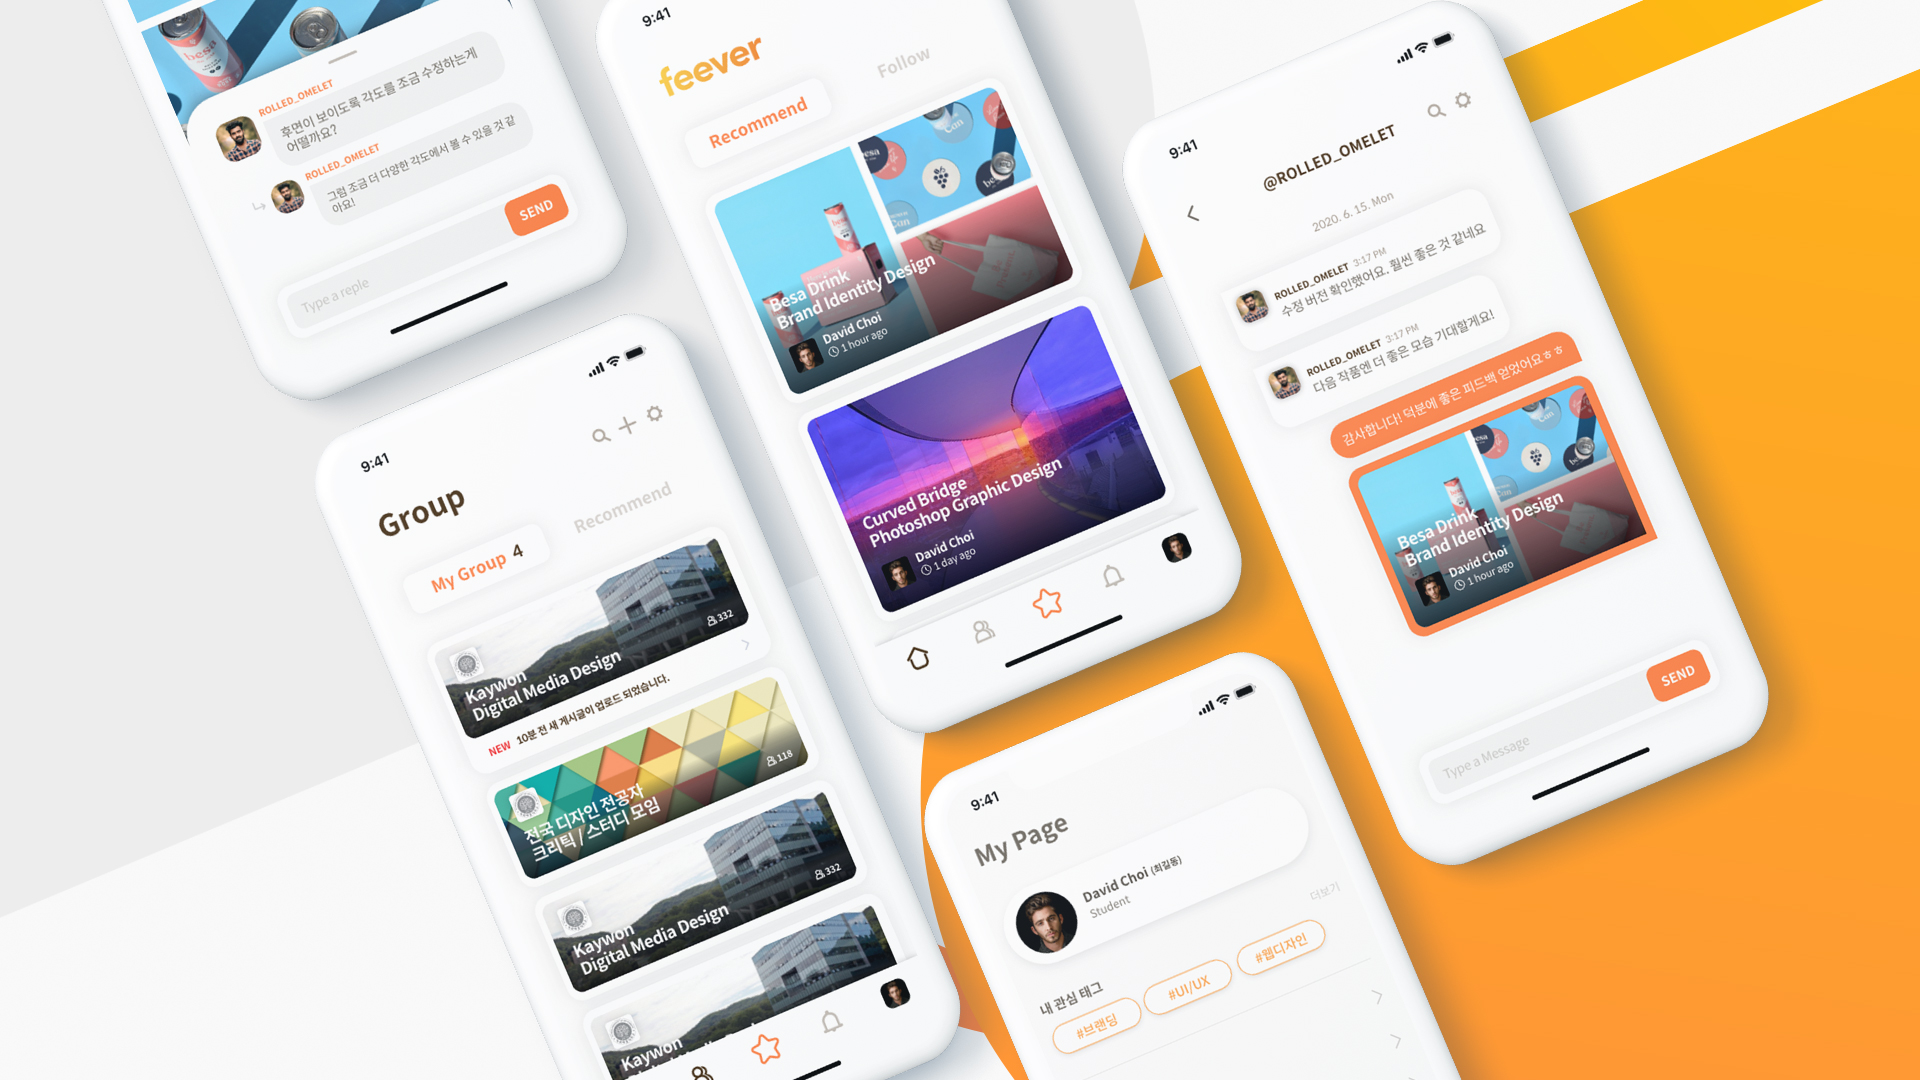 besa
ROLLED_OMELET
후면이 보이도록 각도를 조금 수정하는게
어떨까요?
ROLLED_OMELET
그럼 조금 더 다양한 각도에서 볼 수 있을 것 같
아요!
SEND
Type a reple
9:41
feever
Recommend
Follow
Besa Drink
Brand Identity Design
David Choi
1 hour ago
Curved Bridge
Photoshop Graphic Design
David Choi
1 day ago
9:41
@ROLLED_OMELET
2020. 6. 15. Mon
ROLLED_OMELET 3:17 PM
수정 버전 확인했어요. 훨씬 좋은 것 같네요
ROLLED_OMELET 3:17 PM
다음 작품엔 더 좋은 모습 기대할게요!
감사합니다! 덕분에 좋은 피드백 얻었어요ㅎㅎ
Besa Drink
Brand Identity Design
David Choi
1 hour ago
SEND
Type a Message
9:41
Group
My Group 4
Recommend
332
Kaywon
Digital Media Design
NEW 10분 전 새 게시글이 업로드 되었습니다.
118
전국 디자인 전공자
크리틱 / 스터디 모임
332
Kaywon
Digital Media Design
Kaywon
9:41
My Page
David Choi (최길동)
Student
더보기
내 관심 태그
#브랜딩
#UI/UX
#웹디자인